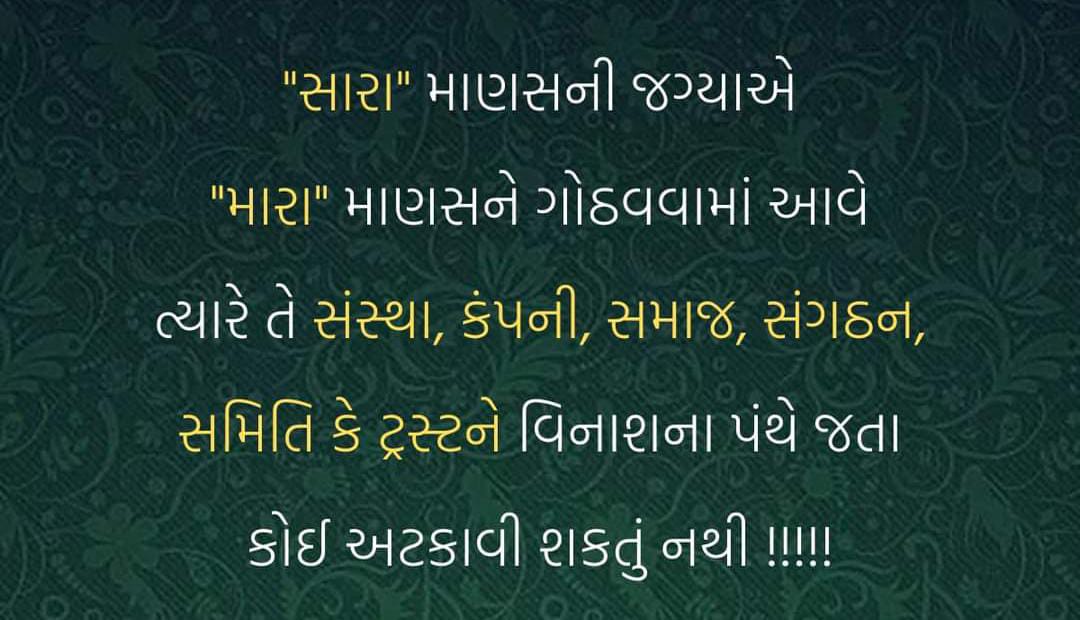 "સારા" માણસની જગ્યાએ
"મારા" માણસને ગોઠવવામાં આવે
ત્યારે તે સંસ્થા, કંપની, સમાજ, સંગઠન,
સમિતિ કે ટ્રસ્ટને વિનાશના પંથે જતા
કોઈ અટકાવી શકતું નથી !!!!!